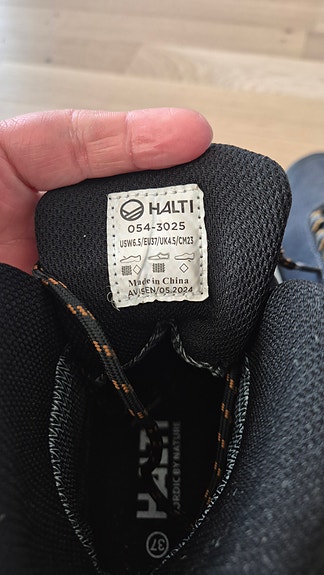 HALTI
054-3025
USW6.5/EU37/UK4.5/CM23
Made in China
AVISEN/05.2024
HALTI
NORDIC BY NATURE
37